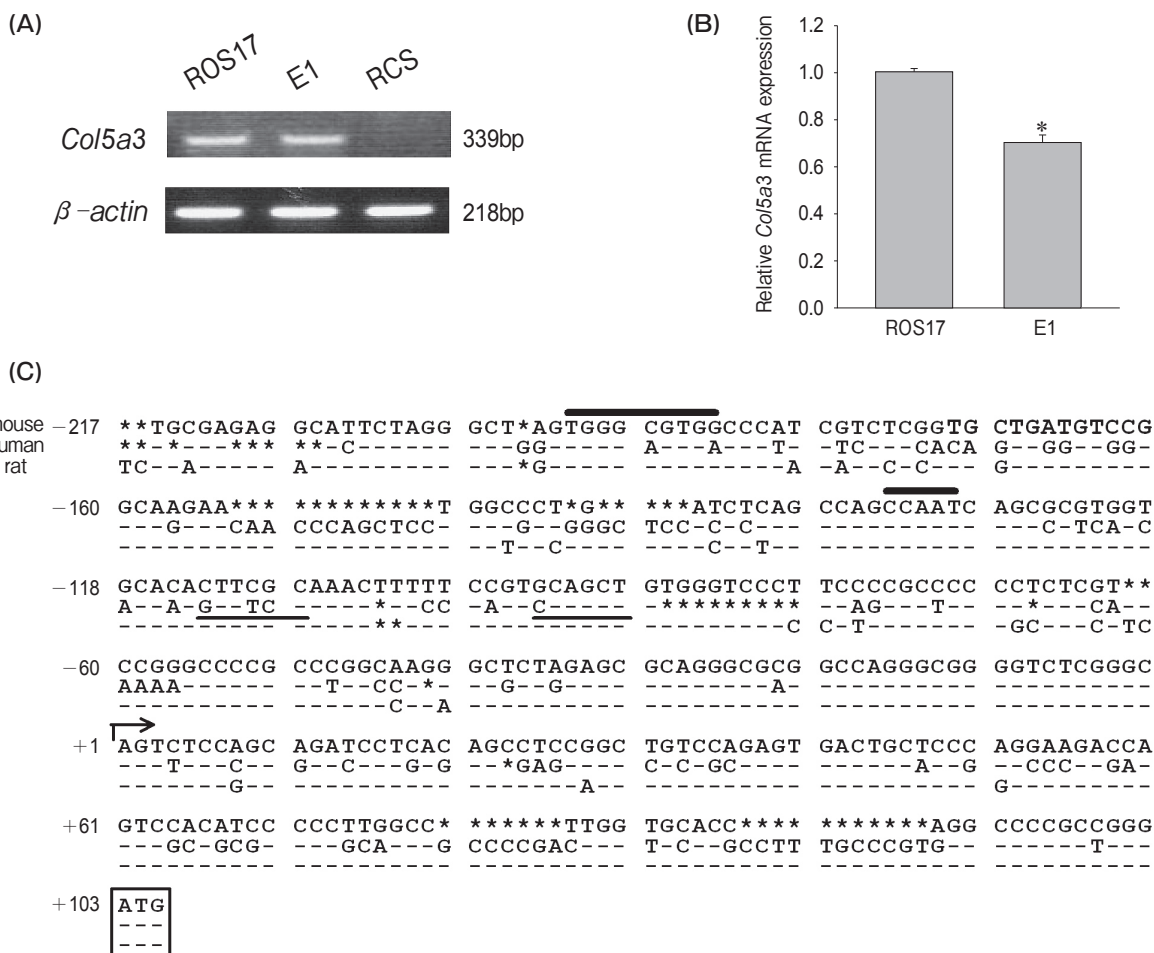 (A)
ROS17 E1 RCS
Col5a3 339bp
β-actin 218bp
(B)
Relative Col5a3 mRNA expression
1.2
1.0
0.8
0.6
0.4
0.2
0.0
*
ROS17 E1
(C)
mouse −217 **TGCGAGAG GCATTCTAGG GCT*AGTGGG CGTGGCCCAT CGTCTCGGTG CTGATGTCCG
human **-*---*** **-C------ ---GG----- A---A---T- -TC---CACA G--GG--GG-
rat TC--A----- A--------- ---*G----- ---------A -A--C-C--- G---------
−160 GCAAGAA*** *********T GGCCCT*G** ***ATCTCAG CCAGCCAATC AGCGCGTGGT
---G---CAA CCCAGCTCC- ---G--GGGC TCC-C-C--- ---------- ---C-TCA-C
---------- ---------- --T--C---- ----C--T-- ---------- ----------
−118 GCACACTTCG CAAACTTTTT CCGTGCAGCT GTGGGTCCCT TCCCCGCCCC CCTCTCGT**
A--A-G--TC -----*--CC -A--C----- -********* --AG---T-- --*---CA--
---------- ----**---- ---------- ---------C C-T------- -GC---C-TC
−60 CCGGGCCCCG CCCGGCAAGG GCTCTAGAGC GCAGGGCGCG GCCAGGGCGG GGTCTCGGGC
AAAA------ --T--CC-*- --G--G---- --------A- ---------- ----------
---------- ------C--A ---------- ---------- ---------- ----------
+1 AGTCTCCAGC AGATCCTCAC AGCCTCCGGC TGTCCAGAGT GACTGCTCCC AGGAAGACCA
---T---C-- G--C---G-G --*GAG---- C-C-GC---- ------A--G --CCC--GA-
-------G-- ---------- -------A-- ---------- ---------- G---------
+61 GTCCACATCC CCCTTGGCC* ******TTGG TGCACC**** *******AGG CCCCGCCGGG
---GC-GCG- ---GCA---G CCCCGAC--- T-C--GCCTT TGCCCGTG-- ------T---
---------- ---------- ---------- ---------- ---------- ----------
+103 ATG
---
---